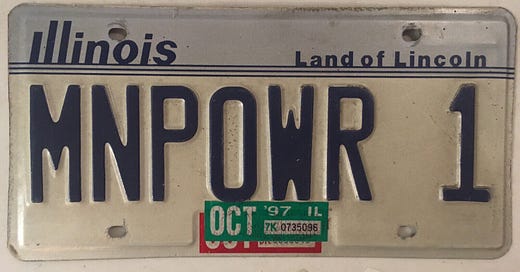 Illinois
Land of Lincoln
MNPOWR 1
OCT '97 IL
7K 0735096